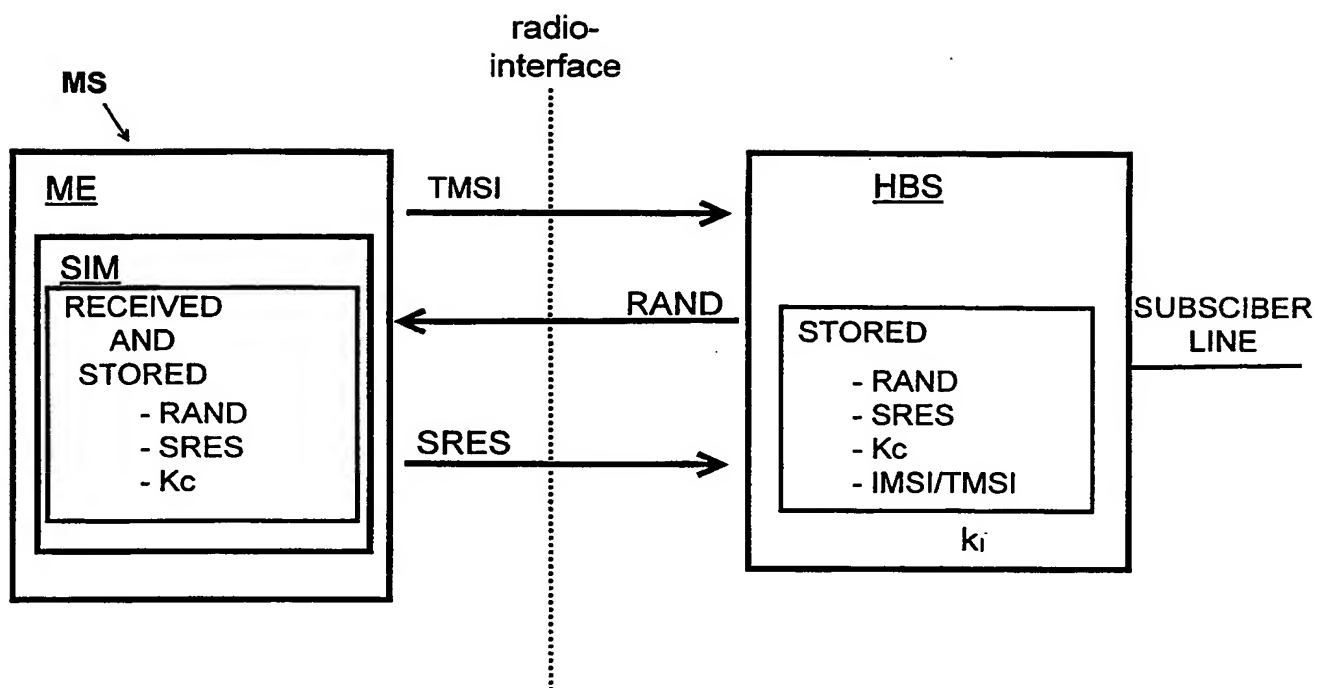 radio-
interface
MS
ME
SIM
RECEIVED
AND
STORED
- RAND
- SRES
- Kc
TMSI
RAND
SRES
HBS
STORED
- RAND
- SRES
- Kc
- IMSI/TMSI
ki
SUBSCIBER
LINE